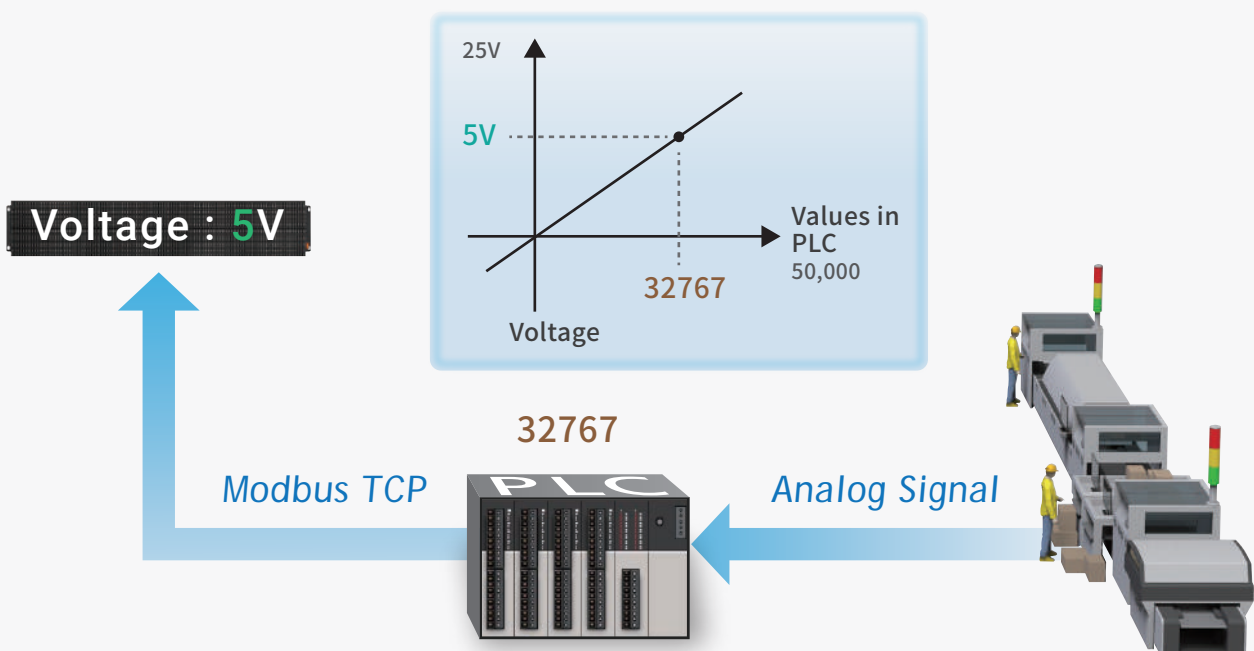 25V
5V
Values in
PLC
50,000
32767
Voltage
Voltage : 5V
32767
Modbus TCP
PLC
Analog Signal